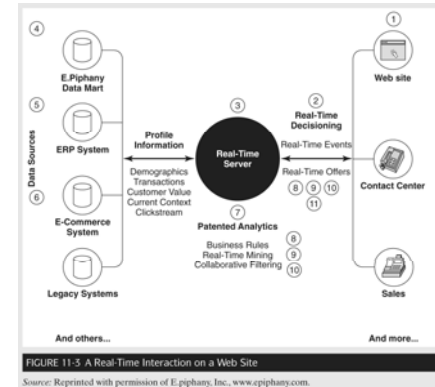 4
E.Piphany
Data Mart
5
ERP System
Data Sources
6
E-Commerce
System
Legacy Systems
And others...
Profile
Information
Demographics
Transactions
Customer Value
Current Context
Clickstream
3
Real-Time
Server
7
Patented Analytics
Business Rules
8
Real-Time Mining
9
Collaborative Filtering
10
2
Real-Time
Decisioning
Real-Time Events
Real-Time Offers
8 9 10
11
1
Web site
Contact Center
Sales
And more...
FIGURE 11-3 A Real-Time Interaction on a Web Site
Source: Reprinted with permission of E.piphany, Inc., www.epiphany.com.